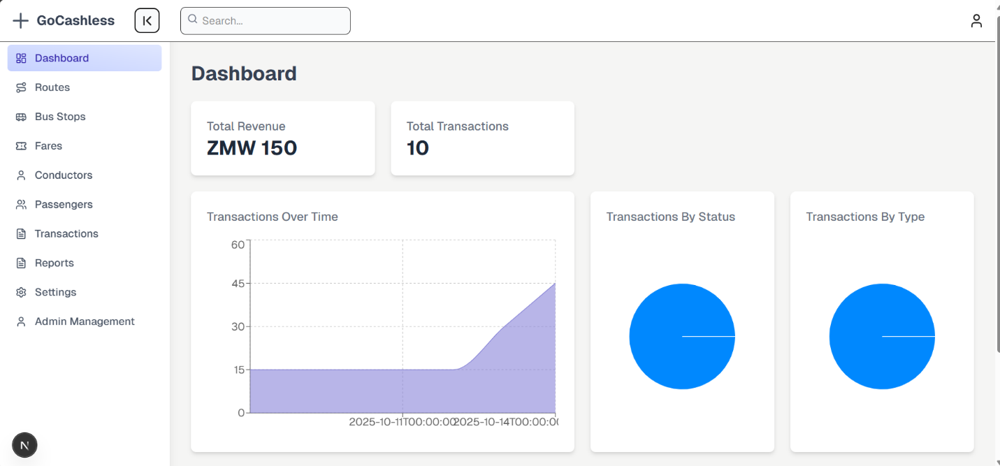 GoCashless
Search...
Dashboard
Routes
Bus Stops
Fares
Conductors
Passengers
Transactions
Reports
Settings
Admin Management
N
Dashboard
Total Revenue
ZMW 150
Total Transactions
10
Transactions Over Time
60
45
30
15
0
2025-10-11T00:00:00
2025-10-14T00:00:0
Transactions By Status
Transactions By Type